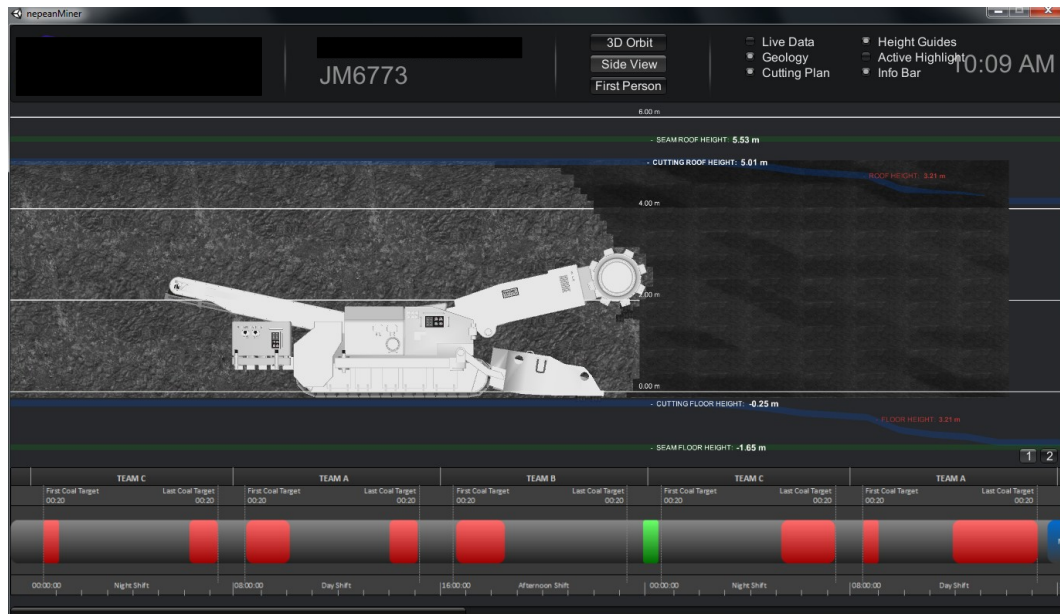 nepeanMiner
JM6773
3D Orbit
Side View
First Person
Live Data
Geology
Cutting Plan
Height Guides
Active Highlight
Info Bar
10:09 AM
6.00 m
- SEAM ROOF HEIGHT: 5.53 m
- CUTTING ROOF HEIGHT: 5.01 m
ROOF HEIGHT: 3.21 m
4.00 m
2.00 m
0.00 m
- CUTTING FLOOR HEIGHT: -0.25 m
FLOOR HEIGHT: 3.21 m
- SEAM FLOOR HEIGHT: -1.65 m
1 2
TEAM C TEAM A TEAM B TEAM C TEAM A
First Coal Target Last Coal Target First Coal Target Last Coal Target First Coal Target Last Coal Target First Coal Target Last Coal Target First Coal Target Last Coal Target
00:20 00:20 00:20 00:20 00:20 00:20 00:20 00:20 00:20 00:20
00:00:00 Night Shift 08:00:00 Day Shift 16:00:00 Afternoon Shift 00:00:00 Night Shift 08:00:00 Day Shift